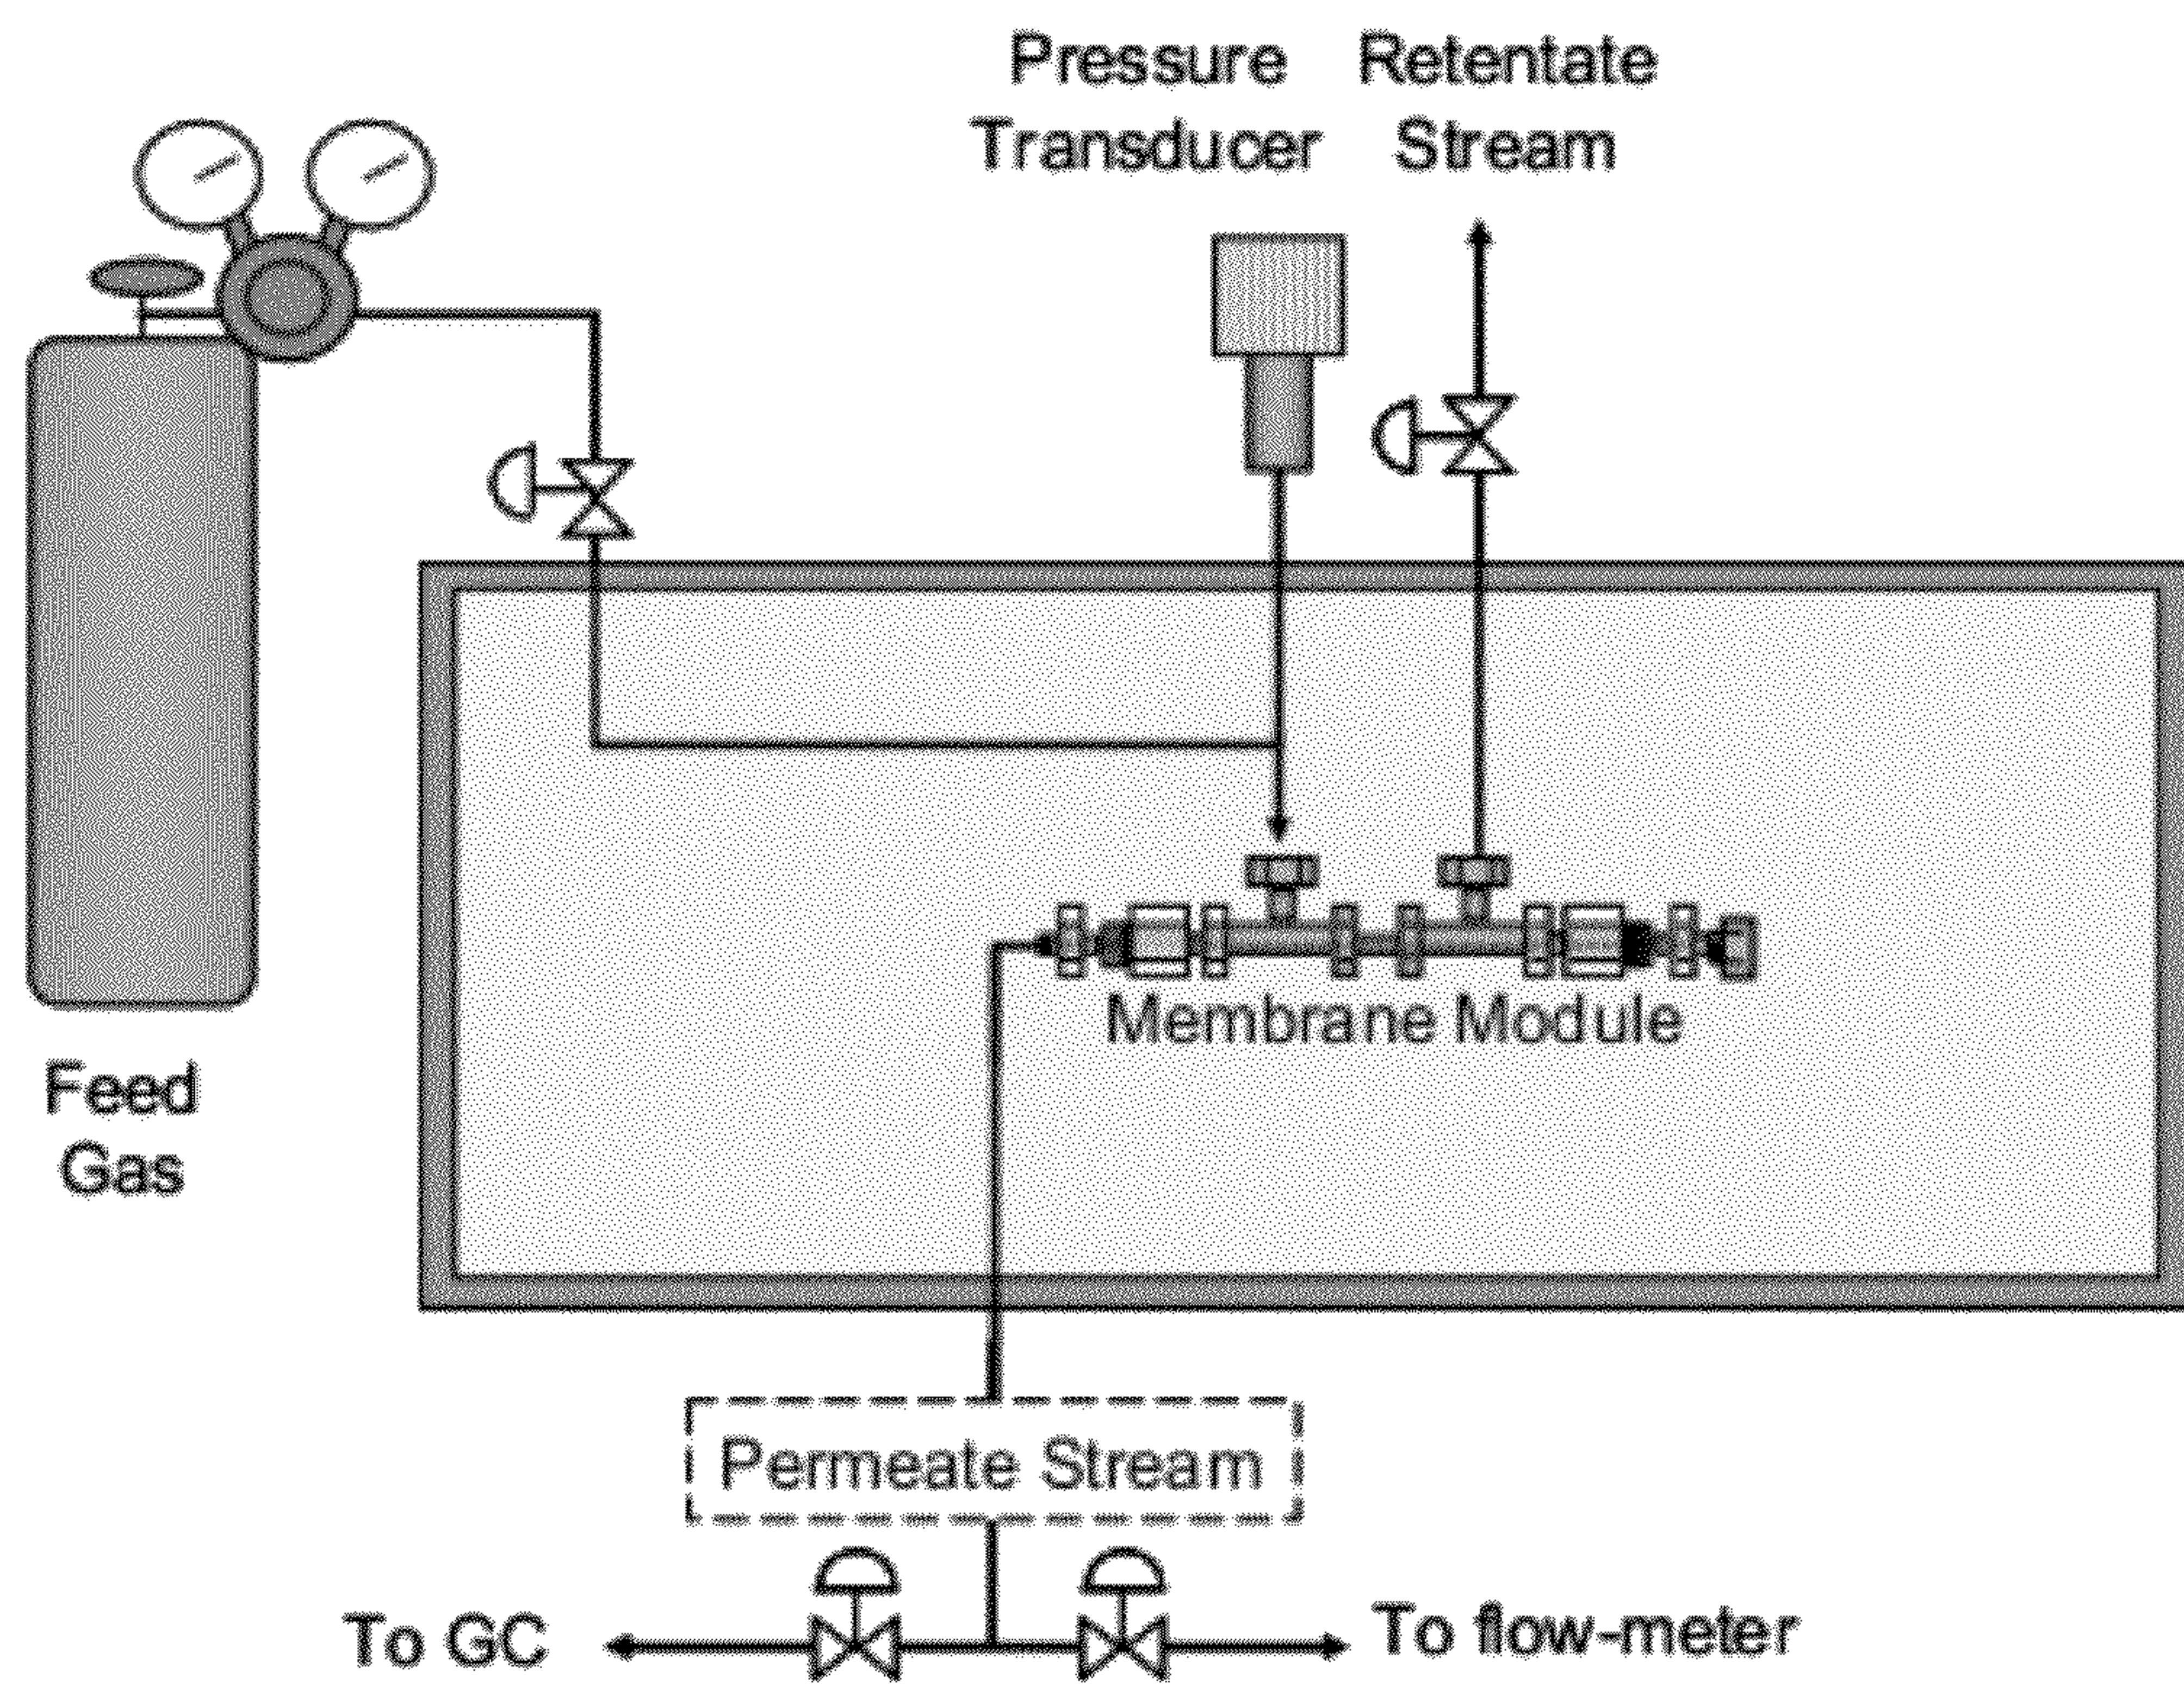 Pressure
Transducer
Retentate
Stream
Feed
Gas
Membrane Module
Permeate Stream
To GC
To flow-meter